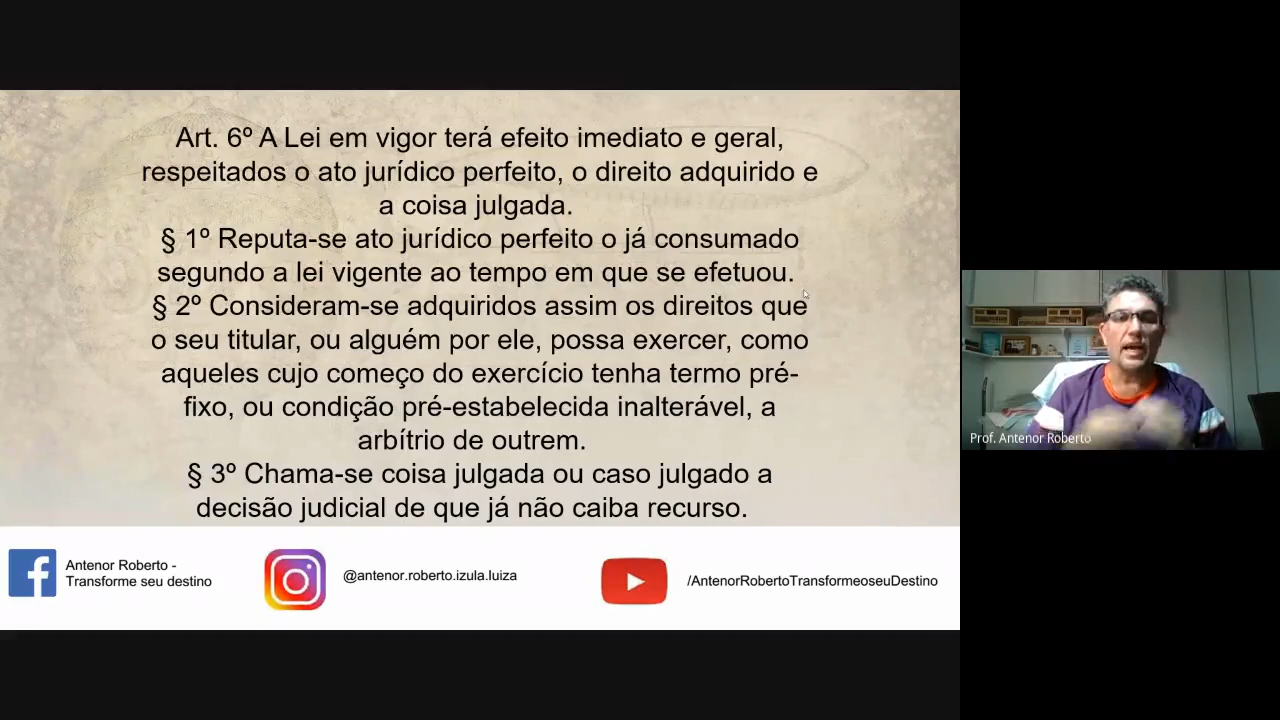 Art. 6º A Lei em vigor terá efeito imediato e geral,
respeitados o ato jurídico perfeito, o direito adquirido e
a coisa julgada.
§ 1º Reputa-se ato jurídico perfeito o já consumado
segundo a lei vigente ao tempo em que se efetuou.
§ 2º Consideram-se adquiridos assim os direitos que
o seu titular, ou alguém por ele, possa exercer, como
aqueles cujo começo do exercício tenha termo pré-
fixo, ou condição pré-estabelecida inalterável, a
arbítrio de outrem.
§ 3º Chama-se coisa julgada ou caso julgado a
decisão judicial de que já não caiba recurso.
Antenor Roberto -
Transforme seu destino
@antenor.roberto.izula.luiza
/AntenorRobertoTransformeoseuDestino
Prof. Antenor Roberto